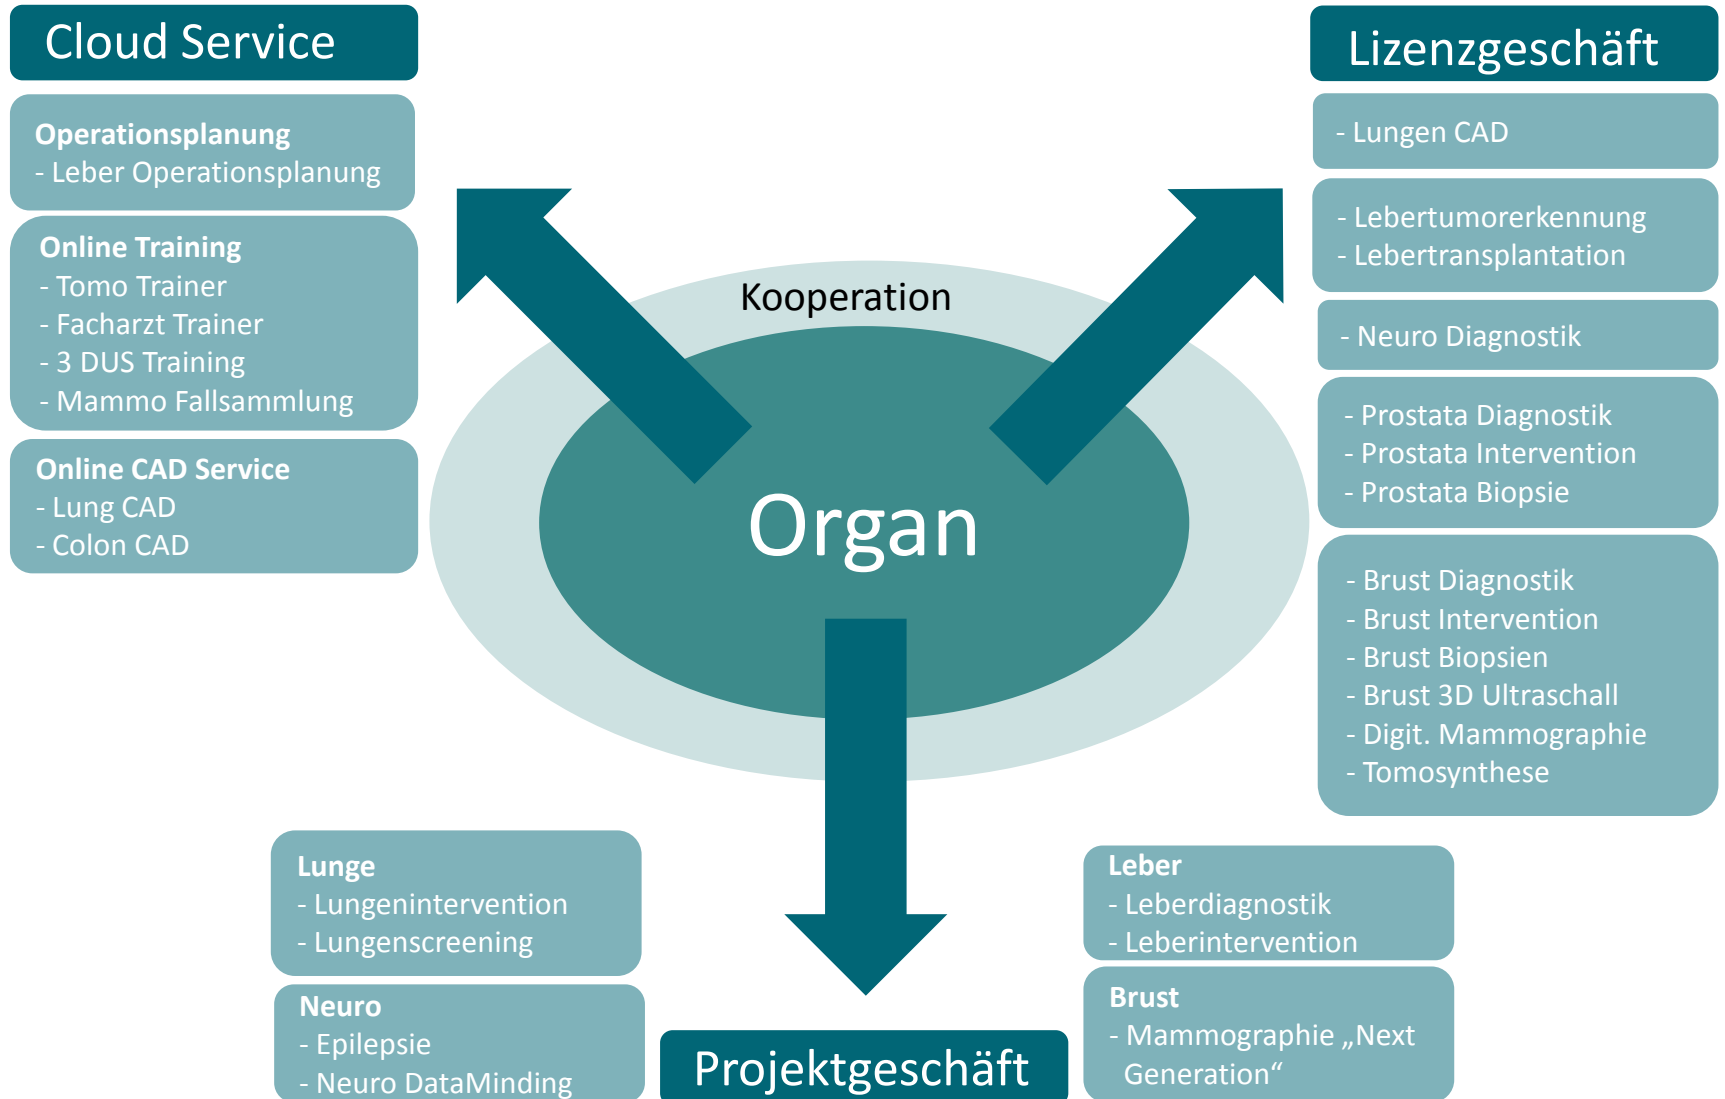 Cloud Service
Operationsplanung
- Leber Operationsplanung
Online Training
- Tomo Trainer
- Facharzt Trainer
- 3 DUS Training
- Mammo Fallsammlung
Online CAD Service
- Lung CAD
- Colon CAD
Kooperation
Organ
Lizenzgeschäft
- Lungen CAD
- Lebertumorerkennung
- Lebertransplantation
- Neuro Diagnostik
- Prostata Diagnostik
- Prostata Intervention
- Prostata Biopsie
- Brust Diagnostik
- Brust Intervention
- Brust Biopsien
- Brust 3D Ultraschall
- Digit. Mammographie
- Tomosynthese
Lunge
- Lungenintervention
- Lungenscreening
Neuro
- Epilepsie
- Neuro DataMinding
Projektgeschäft
Leber
- Leberdiagnostik
- Leberintervention
Brust
- Mammographie „Next
Generation“